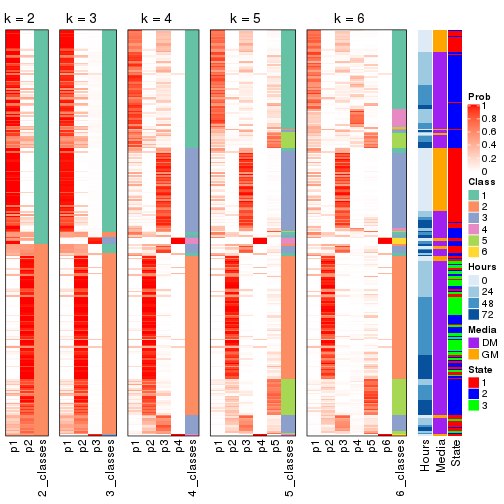 k = 2
k = 3
k = 4
k = 5
k = 6
p1
p2
2_classes
p1
p2
p3
3_classes
p1
p2
p3
p4
4_classes
p1
p2
p3
p4
p5
5_classes
p1
p2
p3
p4
p5
p6
6_classes
Hours
Media
State
Prob
1
0.8
0.6
0.4
0.2
0
Class
1
2
3
4
5
6
Hours
0
24
48
72
Media
DM
GM
State
1
2
3